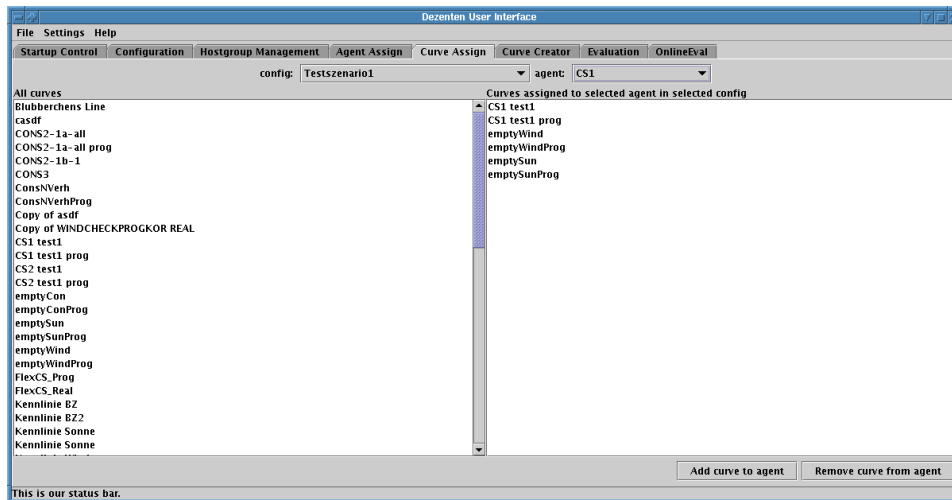 Dezenten User Interface
File Settings Help
Startup Control Configuration Hostgroup Management Agent Assign Curve Assign Curve Creator Evaluation OnlineEval
config: Testszenario1 agent: CS1
All curves
Blubberchens Line
casdf
CONS2-1a-all
CONS2-1a-all prog
CONS2-1b-1
CONS3
ConsNVerh
ConsNVerhProg
Copy of asdf
Copy of WINDCHECKPROGKOR REAL
CS1 test1
CS1 test1 prog
CS2 test1
CS2 test1 prog
emptyCon
emptyConProg
emptySun
emptySunProg
emptyWind
emptyWindProg
FlexCS_Prog
FlexCS_Real
Kennlinie BZ
Kennlinie BZ2
Kennlinie Sonne
Kennlinie Sonne
Curves assigned to selected agent in selected config
CS1 test1
CS1 test1 prog
emptyWind
emptyWindProg
emptySun
emptySunProg
Add curve to agent Remove curve from agent
This is our status bar.